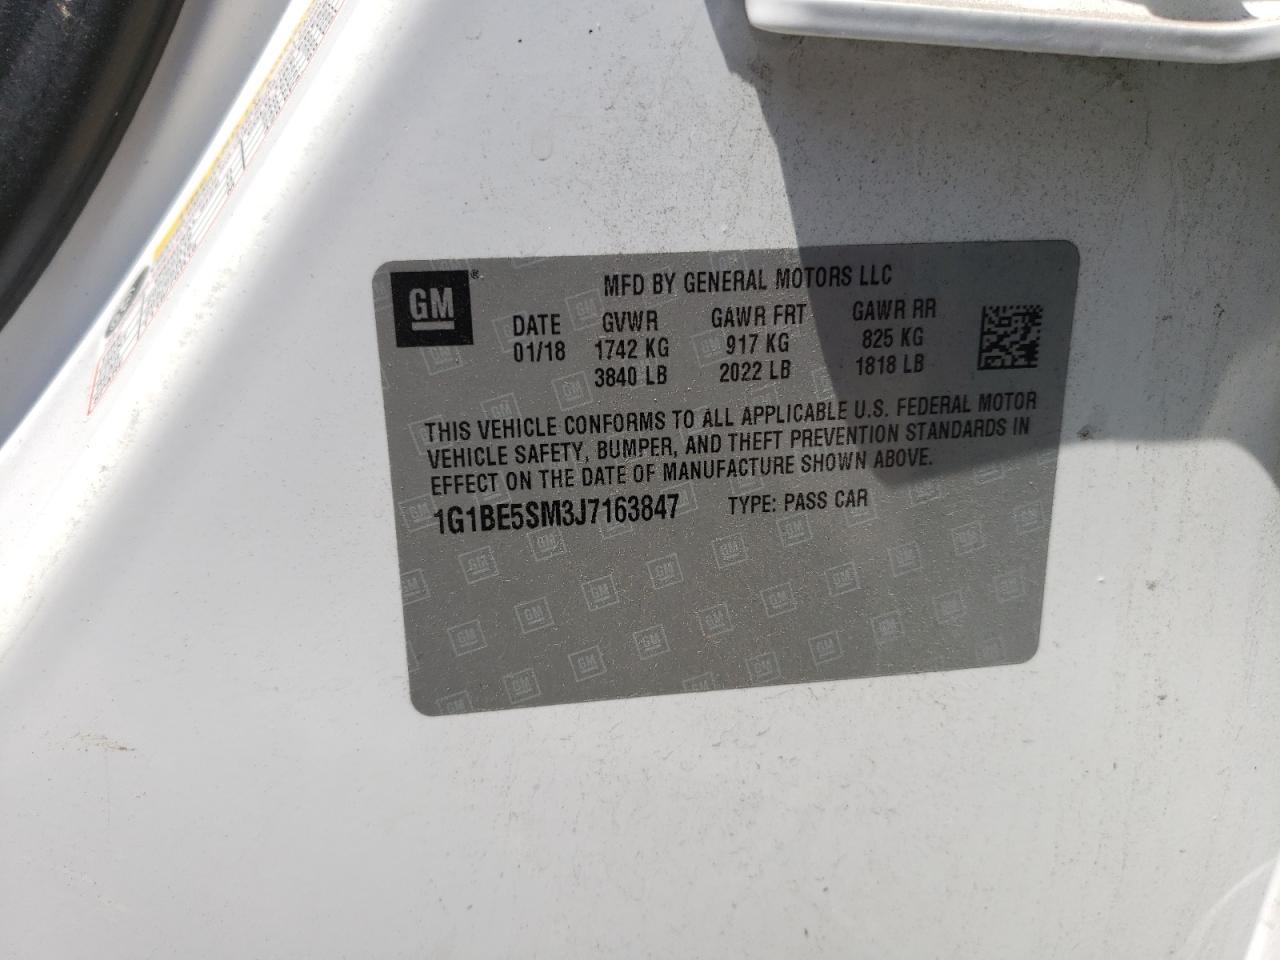 GM ®
MFD BY GENERAL MOTORS LLC
DATE GVWR GAWR FRT GAWR RR
01/18 1742 KG 917 KG 825 KG
3840 LB 2022 LB 1818 LB
THIS VEHICLE CONFORMS TO ALL APPLICABLE U.S. FEDERAL MOTOR
VEHICLE SAFETY, BUMPER, AND THEFT PREVENTION STANDARDS IN
EFFECT ON THE DATE OF MANUFACTURE SHOWN ABOVE.
1G1BE5SM3J7163847 TYPE: PASS CAR